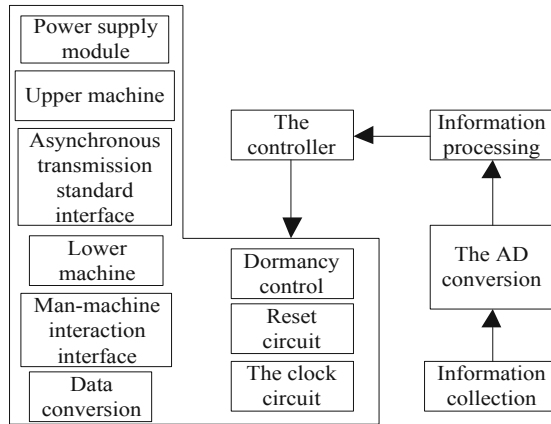 Power supply
module
Upper machine
Asynchronous
transmission
standard
interface
Lower
machine
Man-machine
interaction
interface
Data
conversion
The
controller
Dormancy
control
Reset
circuit
The clock
circuit
Information
processing
The AD
conversion
Information
collection